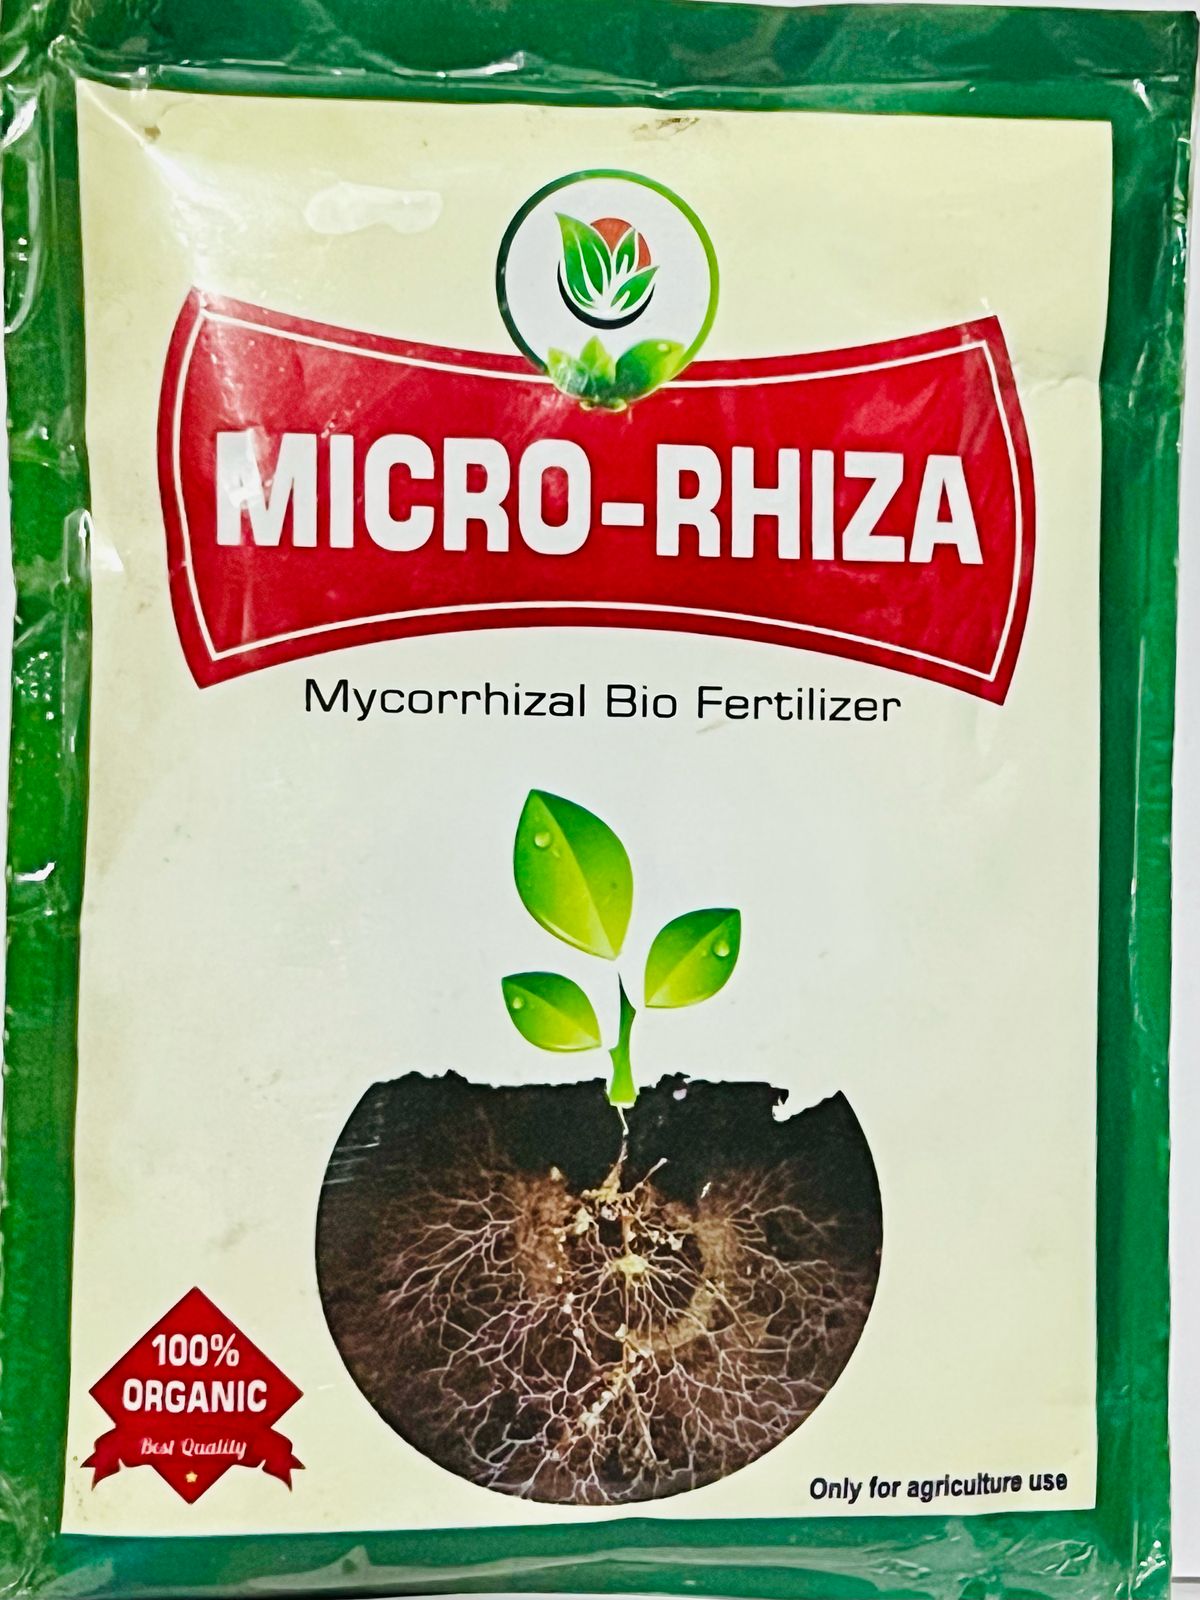 MICRO-RHIZA
Mycorrhizal Bio Fertilizer
100%
ORGANIC
Best Quality
Only for agriculture use